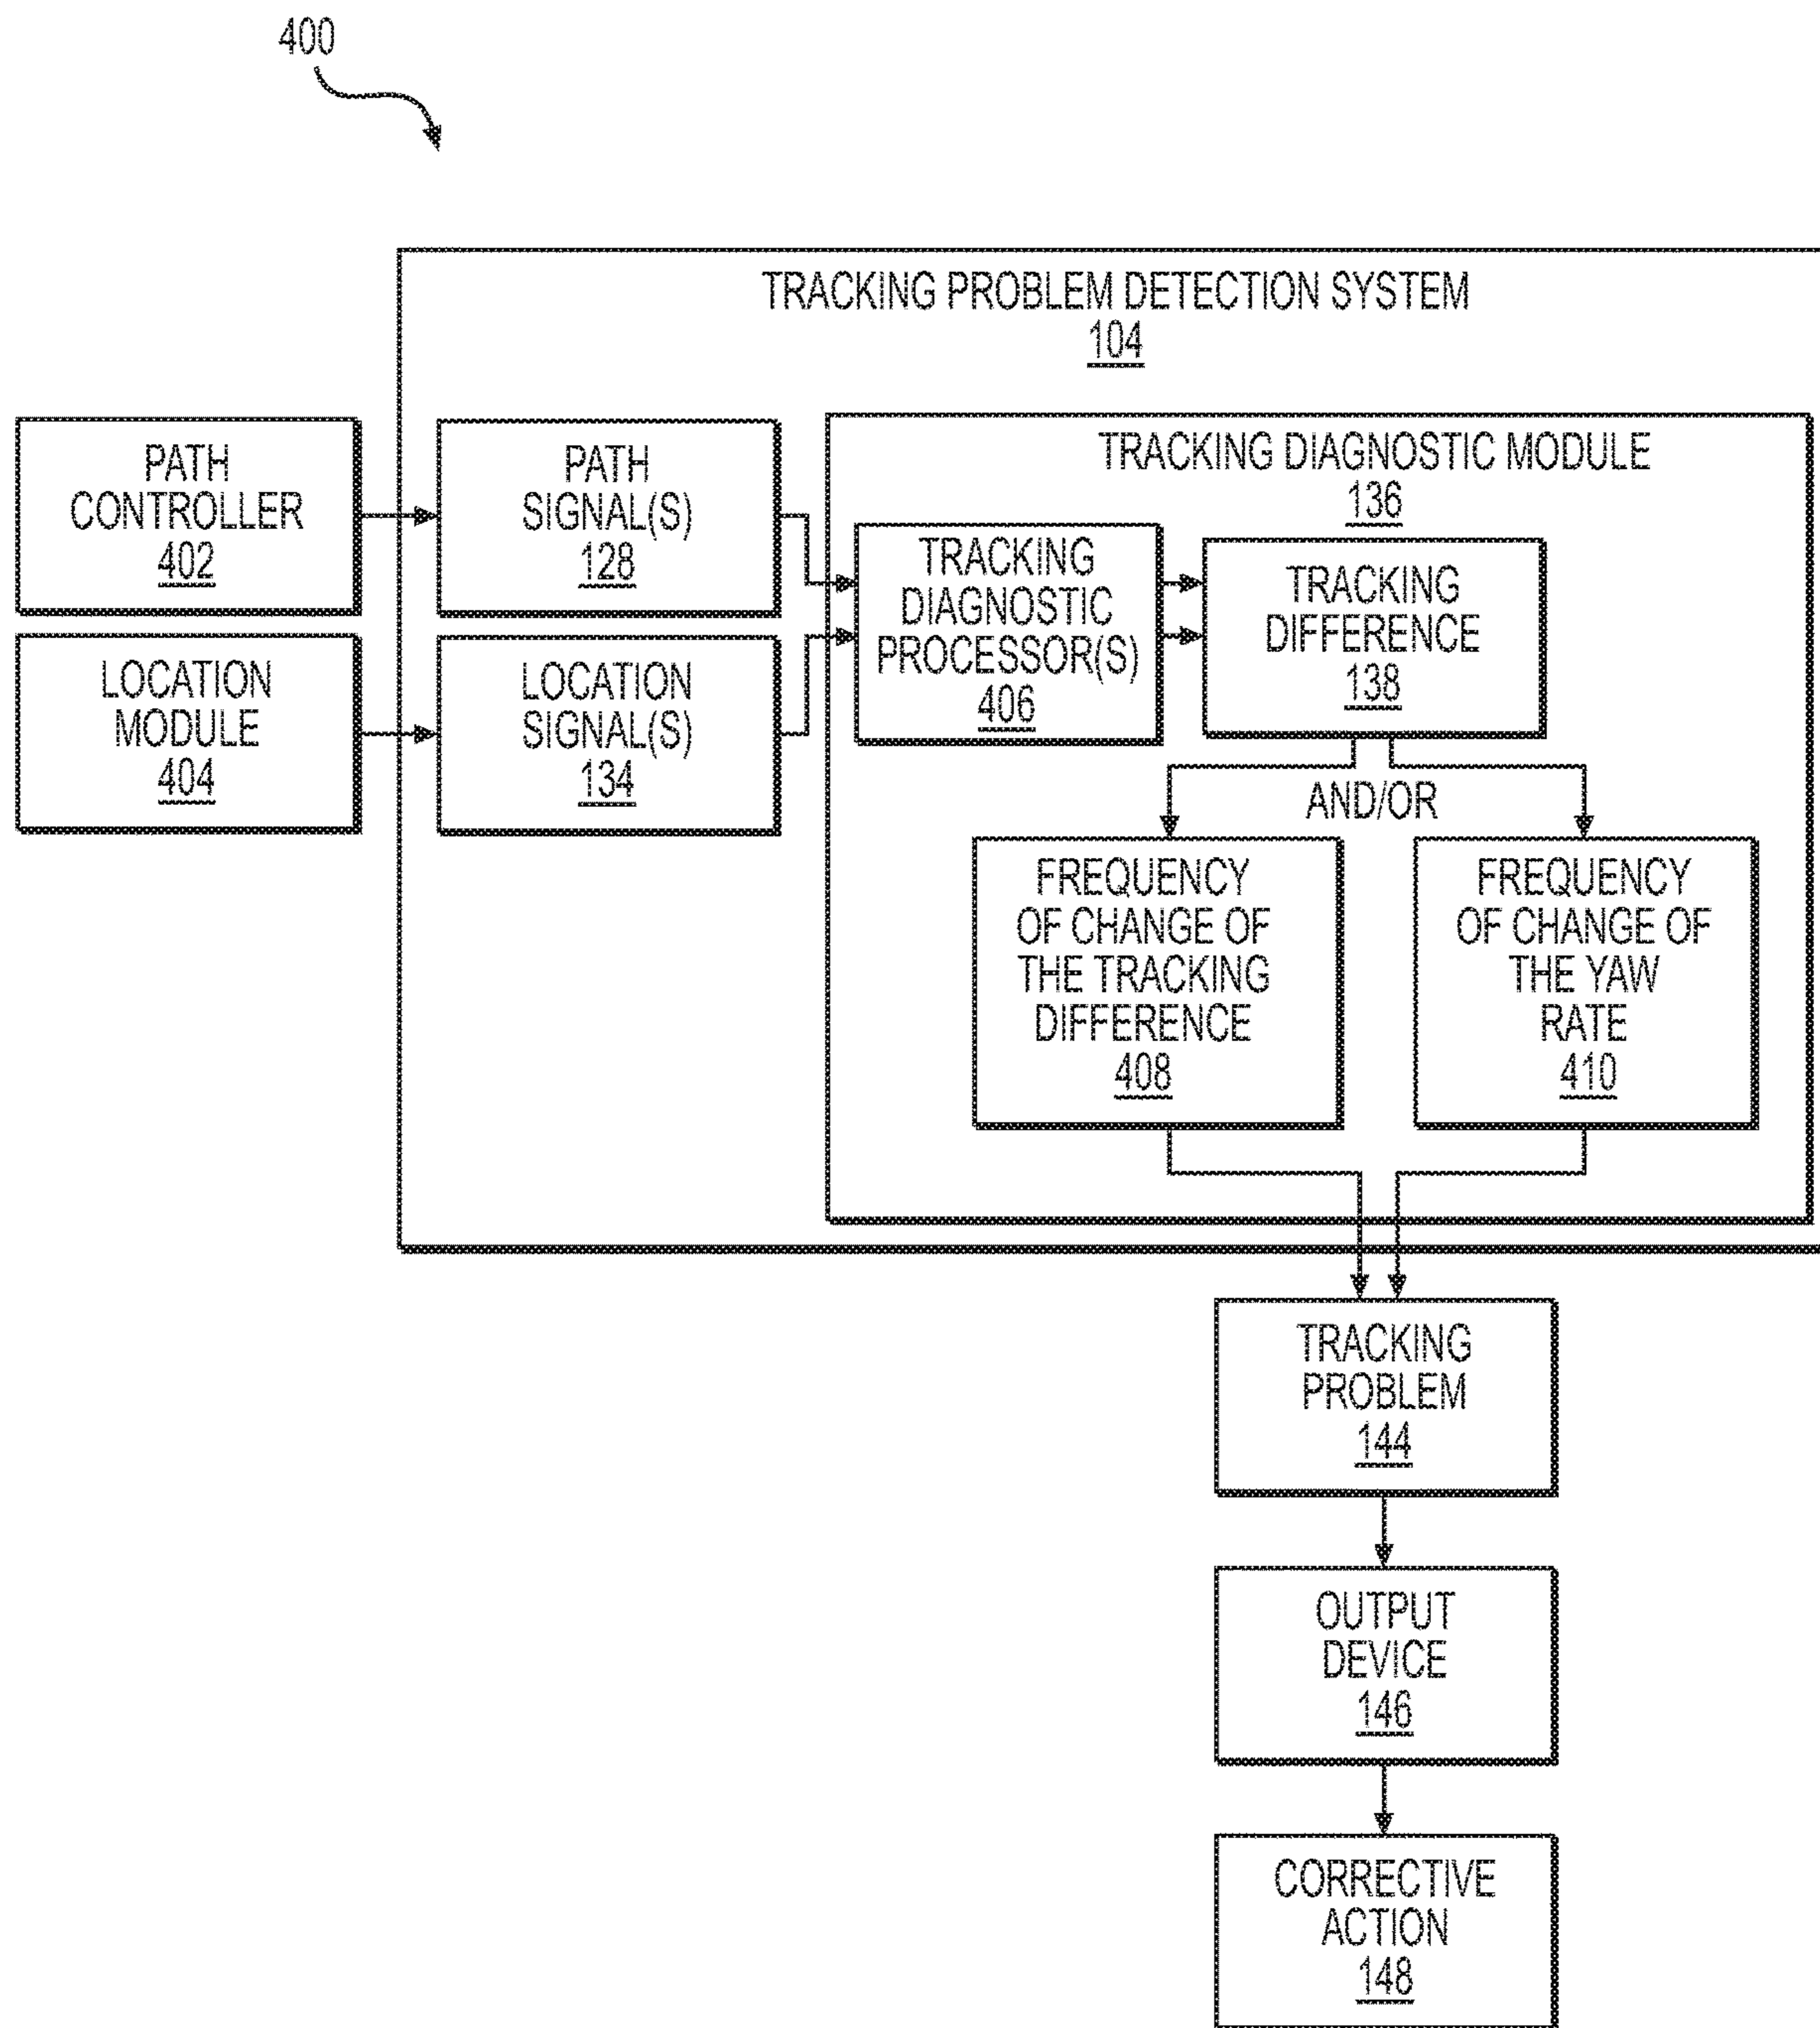 400
TRACKING PROBLEM DETECTION SYSTEM
104
PATH
CONTROLLER
402
LOCATION
MODULE
404
PATH
SIGNAL(S)
128
LOCATION
SIGNAL(S)
134
TRACKING DIAGNOSTIC MODULE
136
TRACKING
DIAGNOSTIC
PROCESSOR(S)
406
TRACKING
DIFFERENCE
138
AND/OR
FREQUENCY
OF CHANGE OF
THE TRACKING
DIFFERENCE
408
FREQUENCY
OF CHANGE OF
THE YAW
RATE
410
TRACKING
PROBLEM
144
OUTPUT
DEVICE
146
CORRECTIVE
ACTION
148